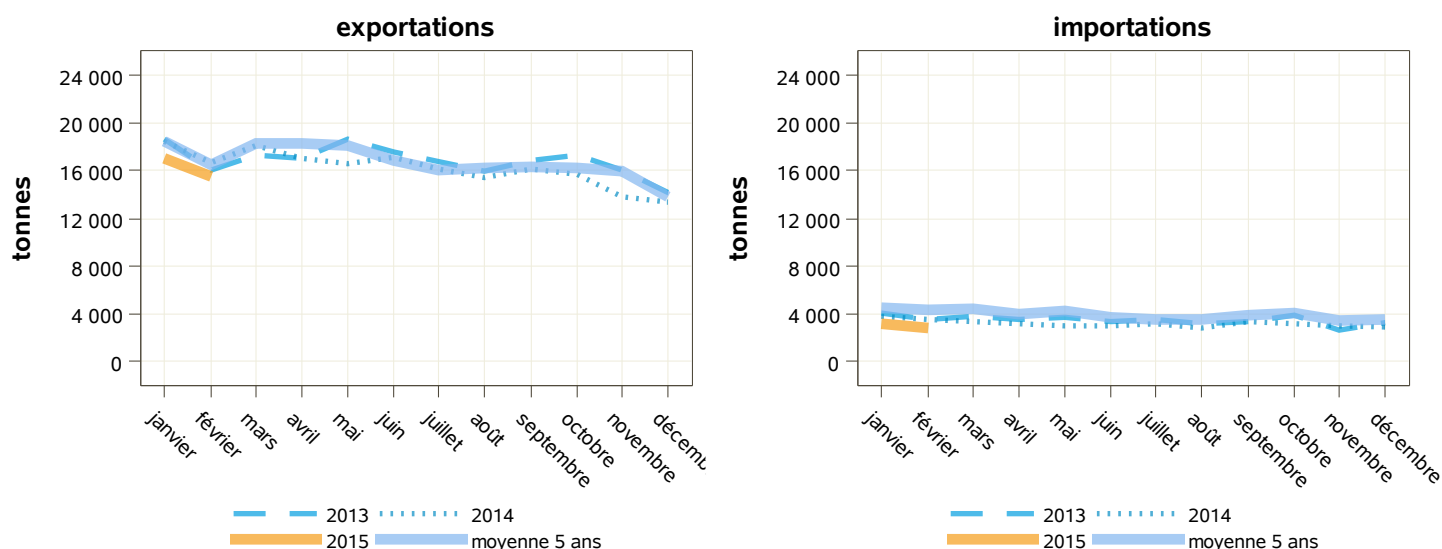 exportations
24 000
20 000
16 000
12 000
8 000
4 000
0
tonnes
janvier
février
mars
avril
mai
juin
juillet
août
septembre
octobre
novembre
décemb
2013 2014
2015 moyenne 5 ans
importations
24 000
20 000
16 000
12 000
8 000
4 000
0
tonnes
janvier
février
mars
avril
mai
juin
juillet
août
septembre
octobre
novembre
décembre
2013 2014
2015 moyenne 5 ans